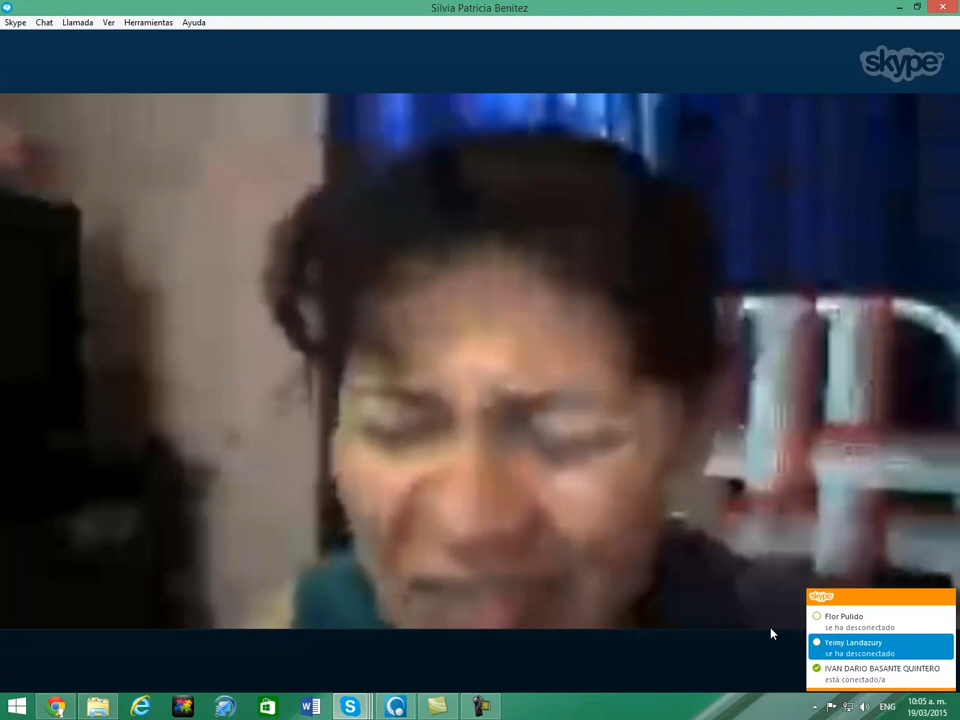 Silvia Patricia Benitez
Skype Chat Llamada Ver Herramientas Ayuda
skype
skype
Flor Pulido
se ha desconectado
Yeimy Landazury
se ha desconectado
IVAN DARIO BASANTE QUINTERO
está conectado/a
ENG
10:05 a. m.
19/03/2015